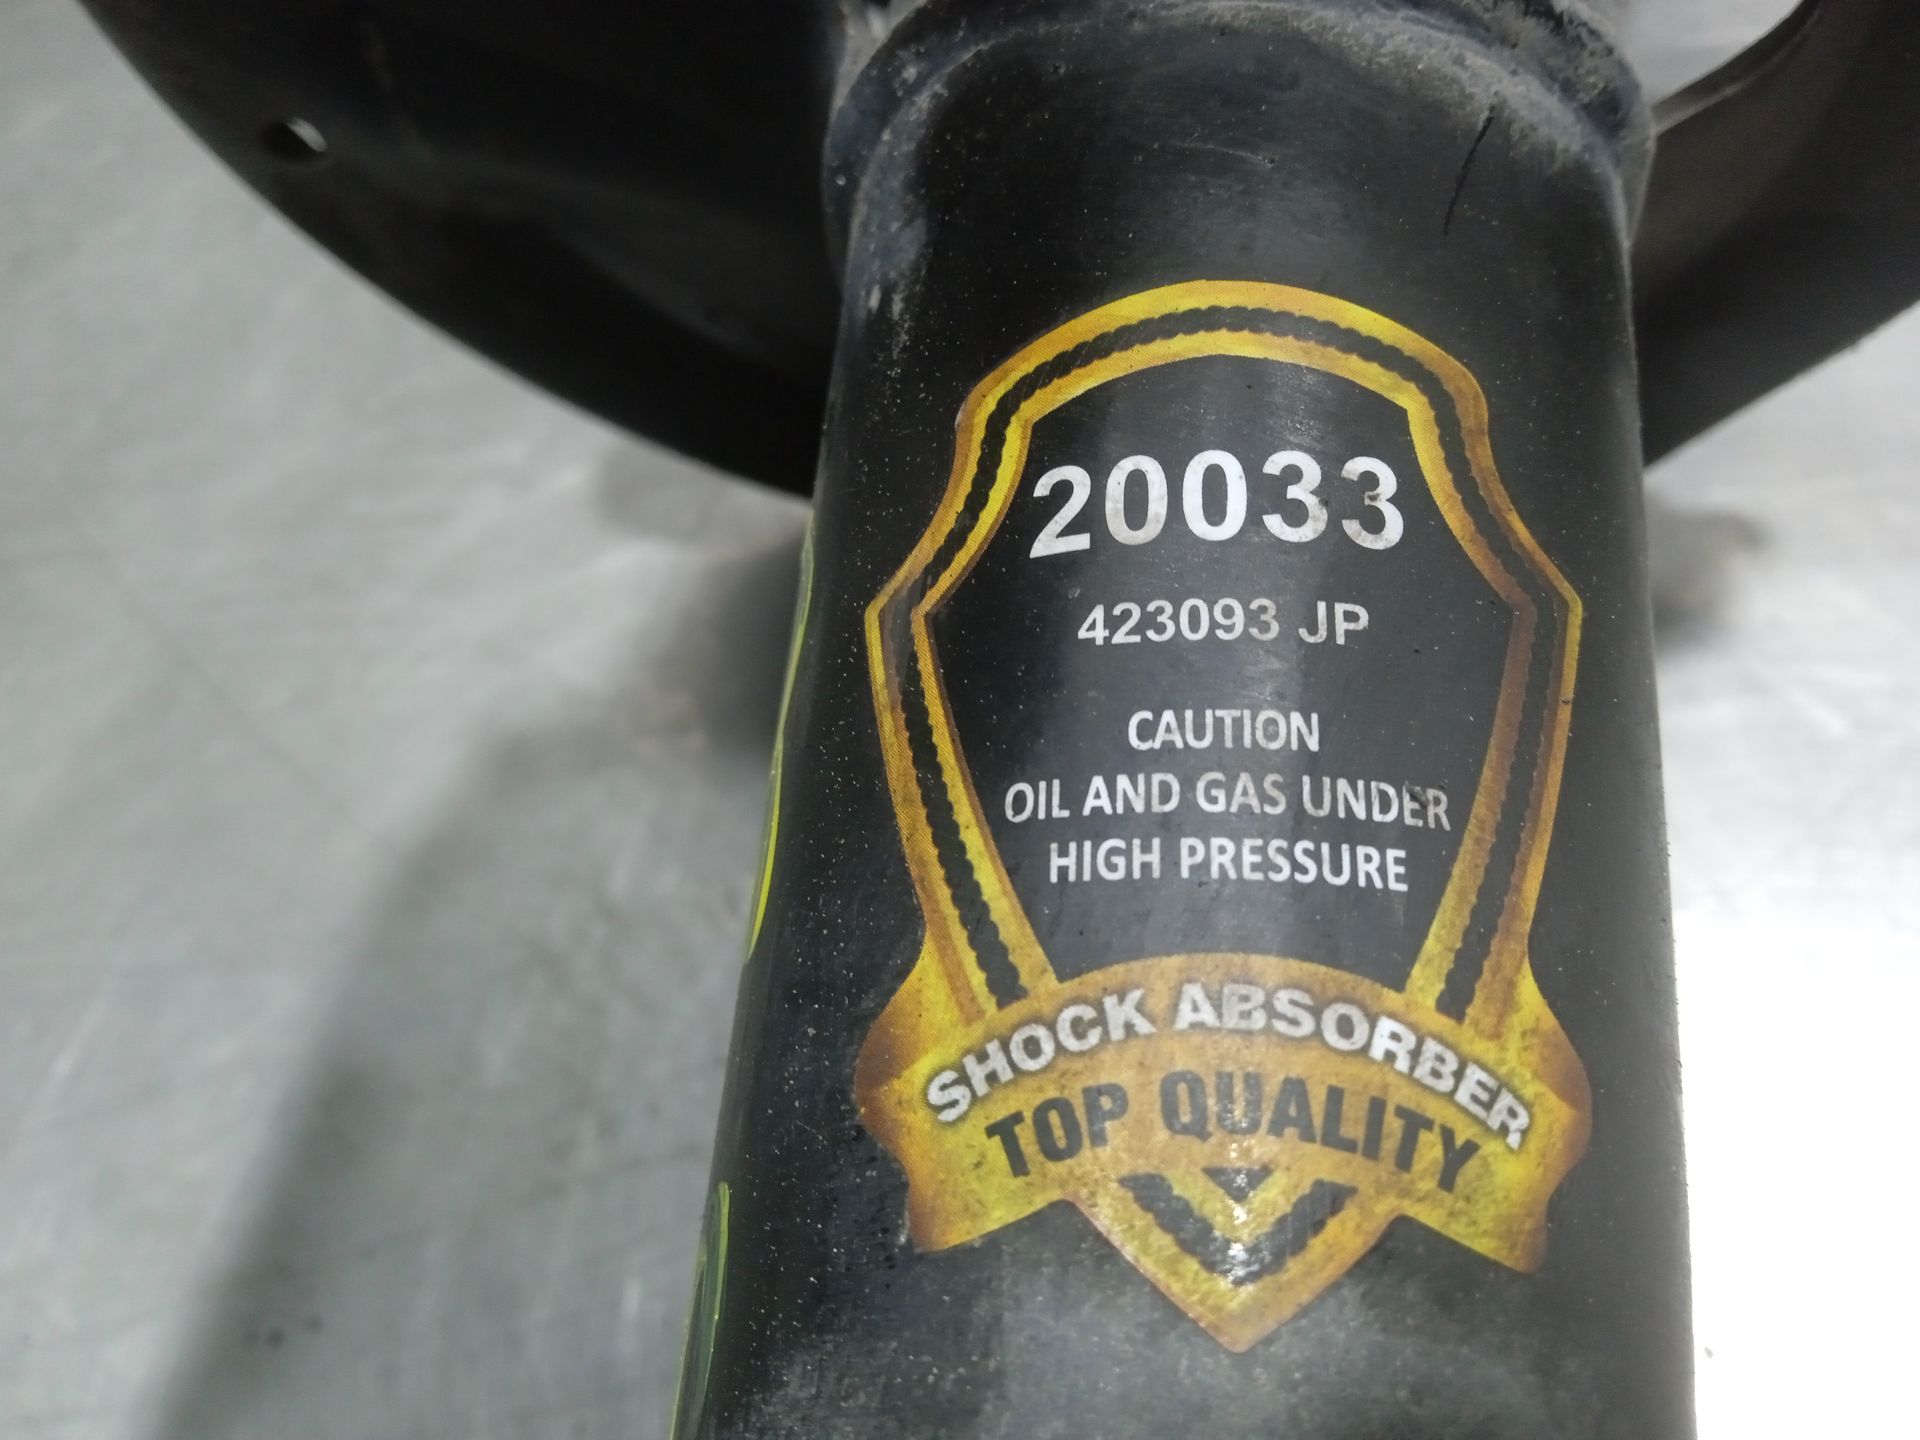 20033
423093 JP
CAUTION
OIL AND GAS UNDER
HIGH PRESSURE
SHOCK ABSORBER
TOP QUALITY